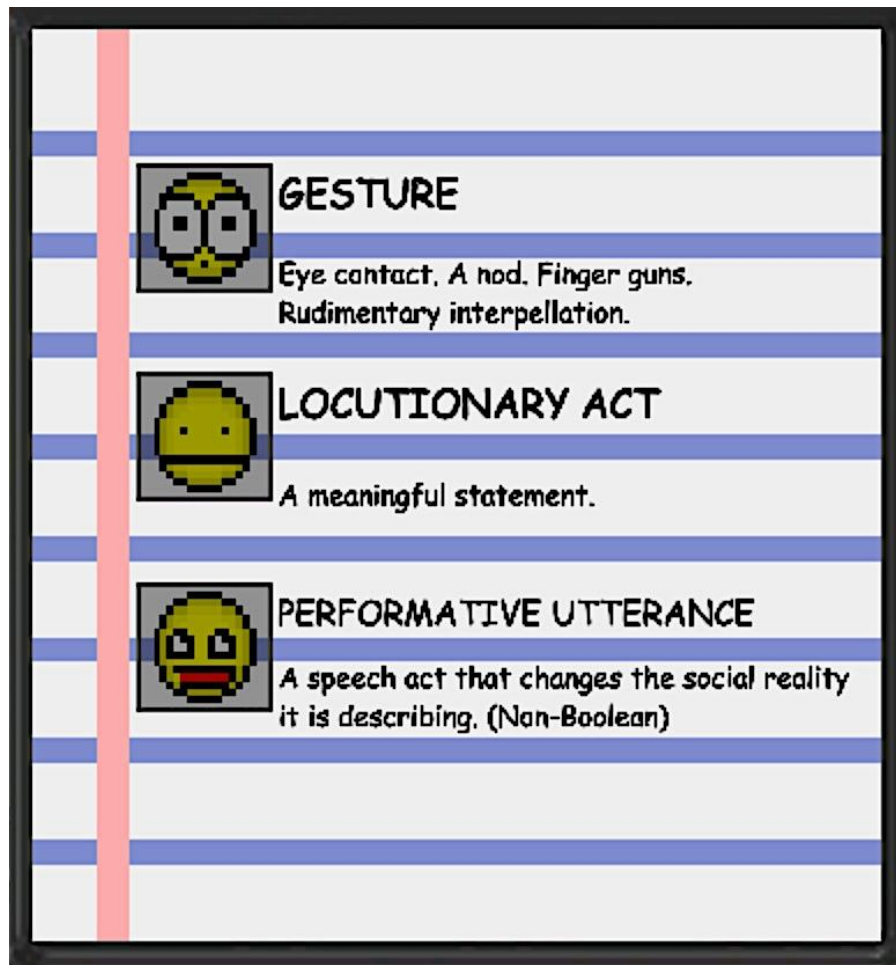 GESTURE
Eye contact. A nod. Finger guns.
Rudimentary interpellation.
LOCUTIONARY ACT
A meaningful statement.
PERFORMATIVE UTTERANCE
A speech act that changes the social reality
it is describing. (Non-Boolean)